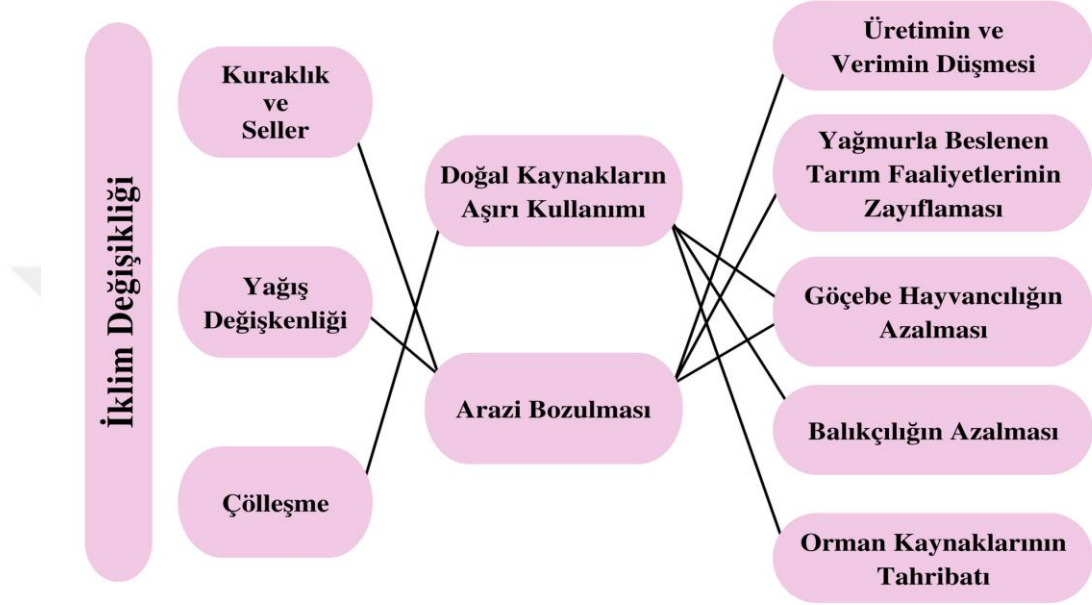 İklim Değişikliği
Kuraklık
ve
Seller
Yağış
Değişkenliği
Çölleşme
Doğal Kaynakların
Aşırı Kullanımı
Arazi Bozulması
Üretimin ve
Verimin Düşmesi
Yağmurla Beslenen
Tarım Faaliyetlerinin
Zayıflaması
Göçebe Hayvancılığın
Azalması
Balıkçılığın Azalması
Orman Kaynaklarının
Tahribatı